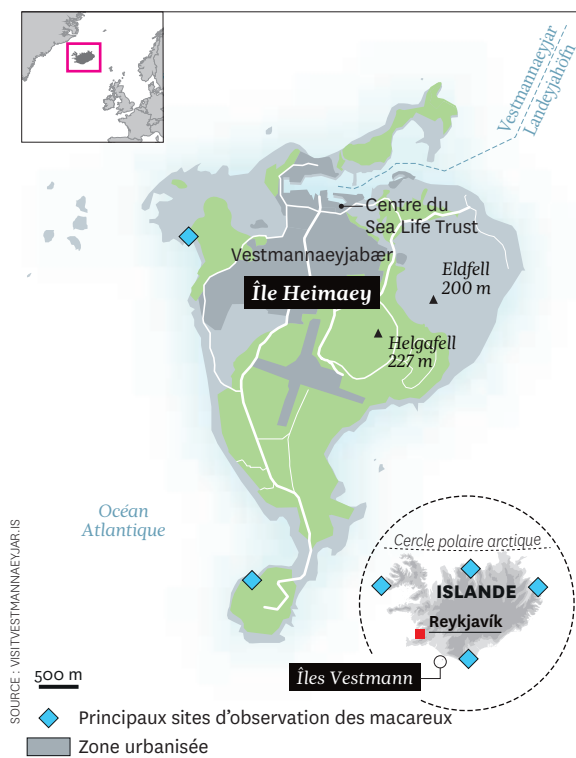 Vestmannaeyjar
Landeyjahöfn
Centre du
Sea Life Trust
Vestmannaeyjabær
Eldfell
200 m
Île Heimaey
Helgafell
227 m
Océan
Atlantique
Cercle polaire arctique
ISLANDE
Reykjavík
Îles Vestmann
500 m
SOURCE : VISITVESTMANNAEYJAR.IS
Principaux sites d'observation des macareux
Zone urbanisée